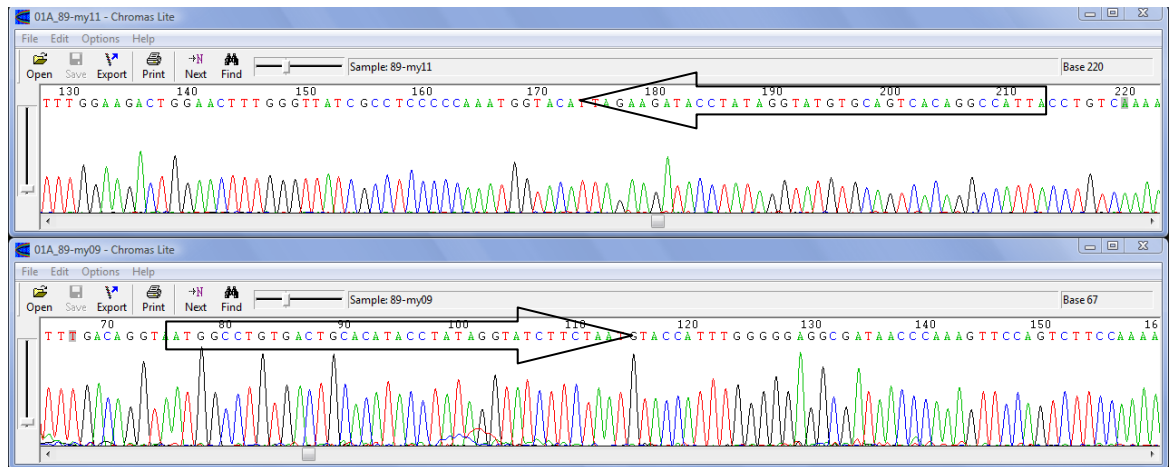 01A_89-my11 - Chromas Lite
File Edit Options Help
Open Save Export Print Next Find Sample: 89-my11 Base 220
130 140 150 160 170 180 190 200 210 220
TTTGGAAGACTGGAACTTTGGGTTATCGCCTCCCCCAAATGGTACATTAGAAGATACCTATAGGTATGTGCAGTCACAGGCCATTACCTGTCAAAA
01A_89-my09 - Chromas Lite
File Edit Options Help
Open Save Export Print Next Find Sample: 89-my09 Base 67
70 80 90 100 110 120 130 140 150 16
TTTGACAGGTAATGGCCTGTGACTGCACATACCTATAGGTATCTTCTAATGTACCATTTGGGGGAGGCGATAACCCAAAGTTCCAGTCTTCCAAAA